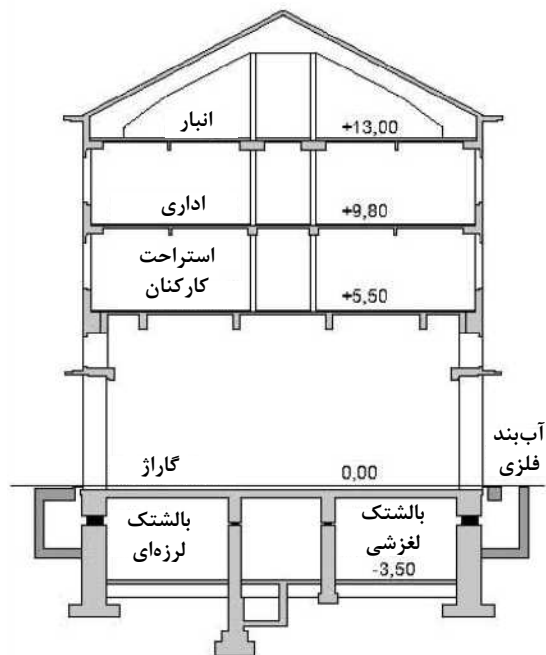 انبار
+13,00
اداری
+9,80
استراحت
کارکنان
+5,50
آب‌بند
فلزی
گاراژ
0,00
بالشتک
لرزه‌ای
بالشتک
لغزشی
-3,50